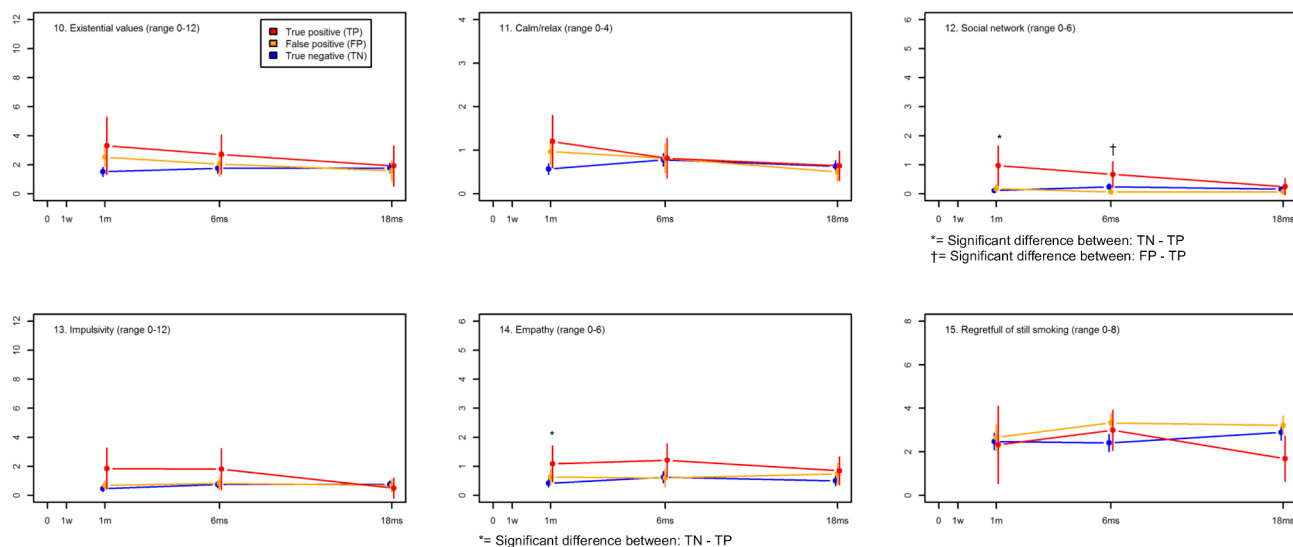 10. Existential values (range 0-12)
True positive (TP)
False positive (FP)
True negative (TN)
12
10
8
6
4
2
0
0 1w 1m 6ms 18ms
11. Calm/relax (range 0-4)
4
3
2
1
0
0 1w 1m 6ms 18ms
12. Social network (range 0-6)
6
5
4
3
2
1
0
*
†
0 1w 1m 6ms 18ms
*= Significant difference between: TN - TP
†= Significant difference between: FP - TP
13. Impulsivity (range 0-12)
12
10
8
6
4
2
0
0 1w 1m 6ms 18ms
14. Empathy (range 0-6)
6
5
4
3
2
1
0
*
0 1w 1m 6ms 18ms
*= Significant difference between: TN - TP
15. Regretfull of still smoking (range 0-8)
8
6
4
2
0
0 1w 1m 6ms 18ms